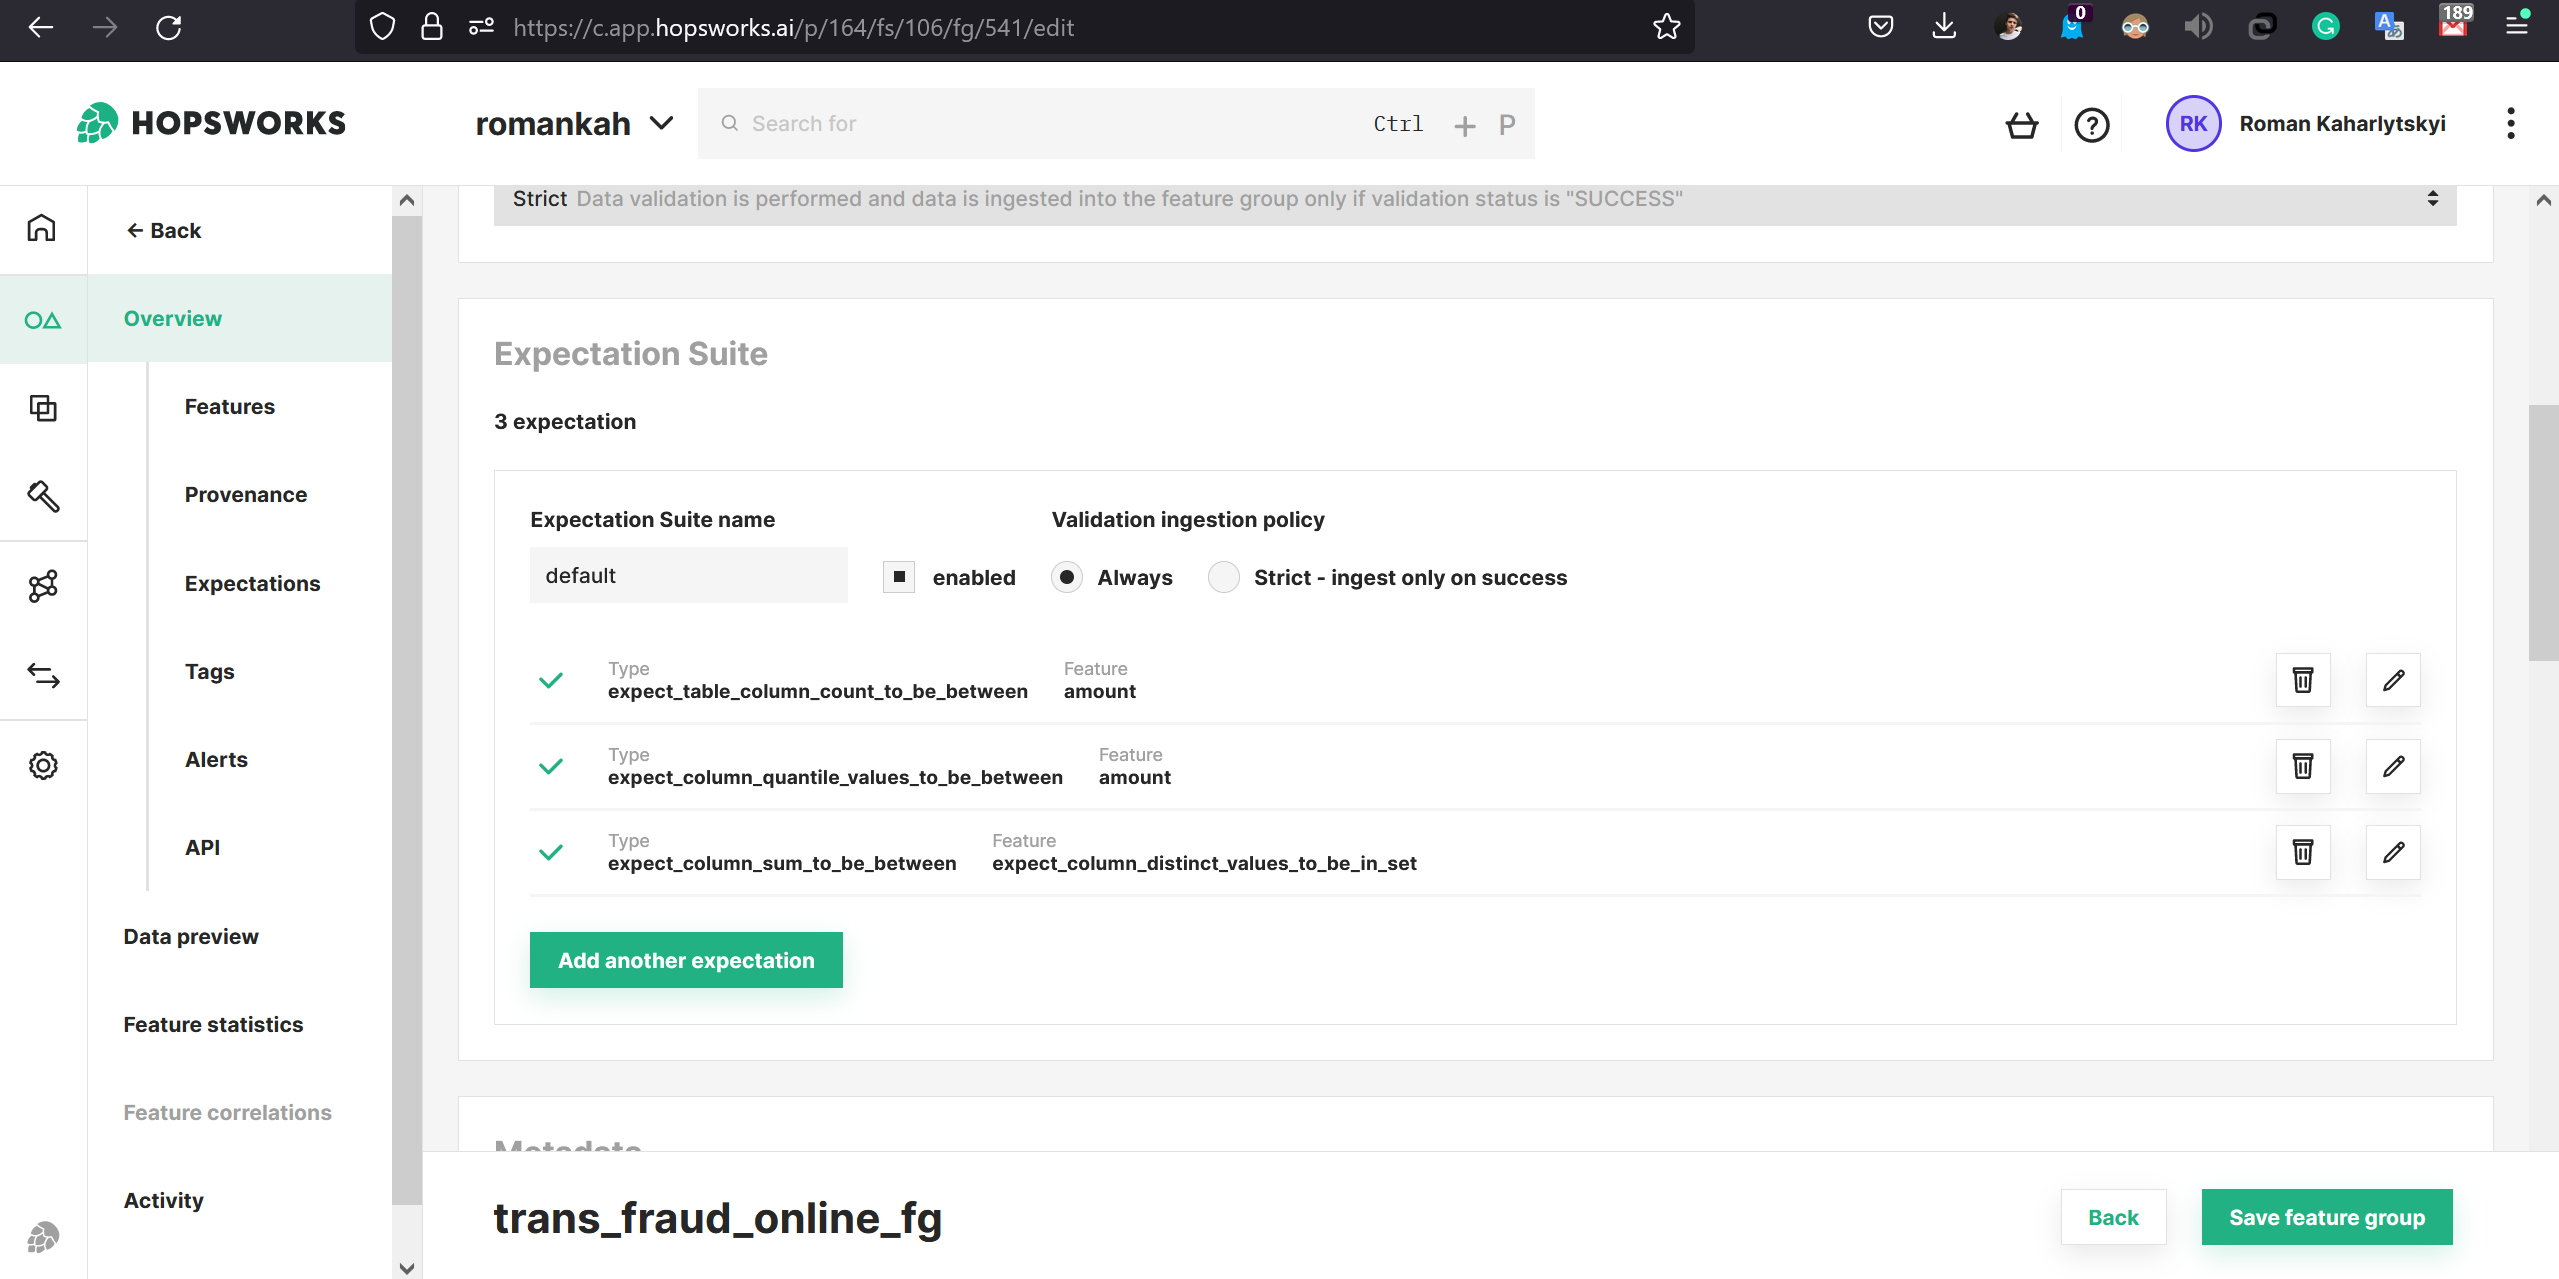 https://c.app.hopsworks.ai/p/164/fs/106/fg/541/edit
0
189
HOPSWORKS
romankah
Search for
Ctrl + P
RK
Roman Kaharlytskyi
Back
Overview
Features
Provenance
Expectations
Tags
Alerts
API
Data preview
Feature statistics
Feature correlations
Activity
Strict Data validation is performed and data is ingested into the feature group only if validation status is "SUCCESS"
Expectation Suite
3 expectation
Expectation Suite name
Validation ingestion policy
default
enabled
Always
Strict - ingest only on success
Type Feature
expect_table_column_count_to_be_between amount
Type Feature
expect_column_quantile_values_to_be_between amount
Type Feature
expect_column_sum_to_be_between expect_column_distinct_values_to_be_in_set
Add another expectation
Metadata
trans_fraud_online_fg
Back
Save feature group